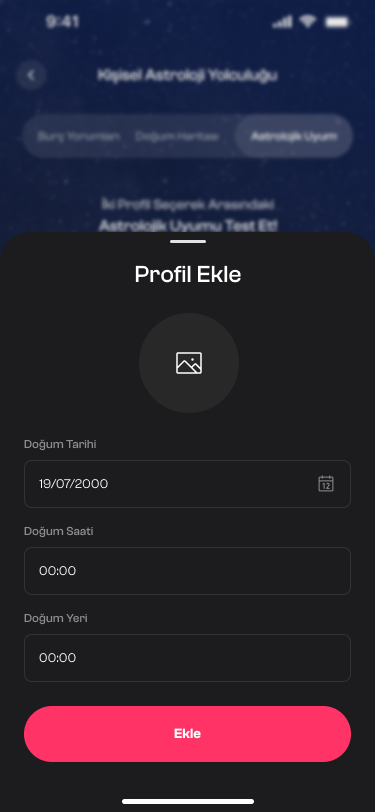 9:41
Kişisel Astroloji Yolculuğu
Burç Yorumları Doğum Haritası Astrolojik Uyum
İki Profil Seçerek Arasındaki
Astrolojik Uyumu Test Et!
Profil Ekle
Doğum Tarihi
19/07/2000
12
Doğum Saati
00:00
Doğum Yeri
00:00
Ekle